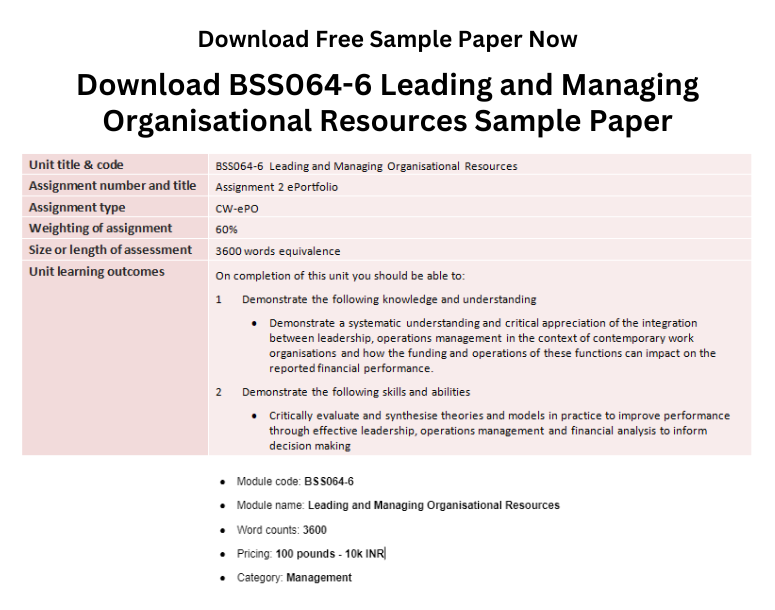 Download Free Sample Paper Now
Download BSS064-6 Leading and Managing
Organisational Resources Sample Paper
Unit title & code BSS064-6 Leading and Managing Organisational Resources
Assignment number and title Assignment 2 ePortfolio
Assignment type CW-ePO
Weighting of assignment 60%
Size or length of assessment 3600 words equivalence
Unit learning outcomes On completion of this unit you should be able to:
1 Demonstrate the following knowledge and understanding
• Demonstrate a systematic understanding and critical appreciation of the integration
between leadership, operations management in the context of contemporary work
organisations and how the funding and operations of these functions can impact on the
reported financial performance.
2 Demonstrate the following skills and abilities
• Critically evaluate and synthesise theories and models in practice to improve performance
through effective leadership, operations management and financial analysis to inform
decision making
• Module code: BSS064-6
• Module name: Leading and Managing Organisational Resources
• Word counts: 3600
• Pricing: 100 pounds - 10k INR
• Category: Management